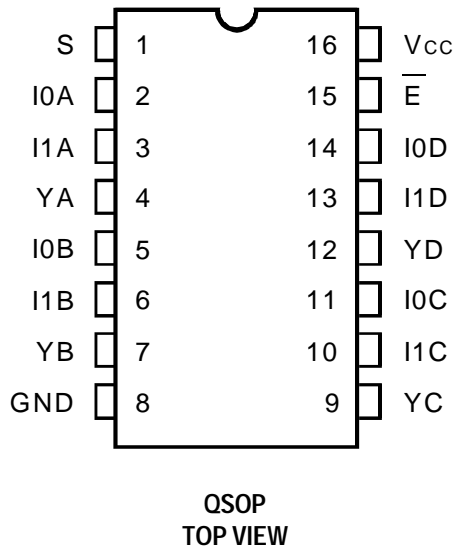 S 1 16 Vcc
I0A 2 15 E̅
I1A 3 14 I0D
YA 4 13 I1D
I0B 5 12 YD
I1B 6 11 I0C
YB 7 10 I1C
GND 8 9 YC
QSOP
TOP VIEW